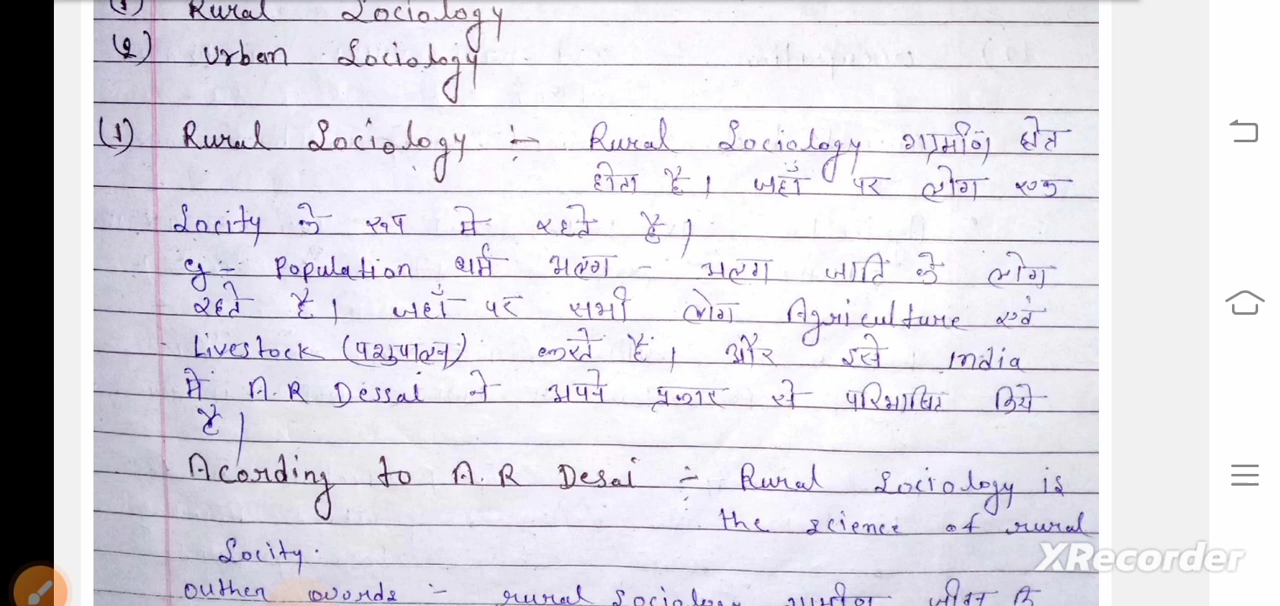 (1) Rural Sociology
(2) Urban Sociology
(1) Rural Sociology :- Rural Sociology ग्रामीण क्षेत्र
होता है। जहाँ पर लोग एक
Socity के रूप में रहते है।
Population धर्म अलग - अलग जाति के लोग
रहते है। जहाँ पर सभी लोग Agriculture एवं
Livestock (पशुपालन) करते है। और इसे India
मे A.R Dessai ने अपने प्रकार से परिभाषित किये
है।
Acording to A.R Desai :- Rural Sociology is
the science of rural
Socity.
outher words :- rural Sociology ग्रामीण जीवन के
XRecorder